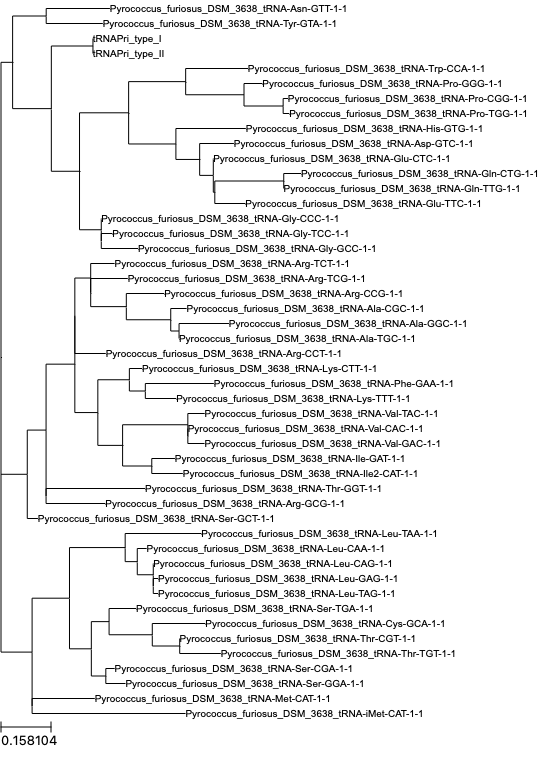 Pyrococcus_furiosus_DSM_3638_tRNA-Asn-GTT-1-1
Pyrococcus_furiosus_DSM_3638_tRNA-Tyr-GTA-1-1
tRNAPri_type_I
tRNAPri_type_II
Pyrococcus_furiosus_DSM_3638_tRNA-Trp-CCA-1-1
Pyrococcus_furiosus_DSM_3638_tRNA-Pro-GGG-1-1
Pyrococcus_furiosus_DSM_3638_tRNA-Pro-CGG-1-1
Pyrococcus_furiosus_DSM_3638_tRNA-Pro-TGG-1-1
Pyrococcus_furiosus_DSM_3638_tRNA-His-GTG-1-1
Pyrococcus_furiosus_DSM_3638_tRNA-Asp-GTC-1-1
Pyrococcus_furiosus_DSM_3638_tRNA-Glu-CTC-1-1
Pyrococcus_furiosus_DSM_3638_tRNA-Gln-CTG-1-1
Pyrococcus_furiosus_DSM_3638_tRNA-Gln-TTG-1-1
Pyrococcus_furiosus_DSM_3638_tRNA-Glu-TTC-1-1
Pyrococcus_furiosus_DSM_3638_tRNA-Gly-CCC-1-1
Pyrococcus_furiosus_DSM_3638_tRNA-Gly-TCC-1-1
Pyrococcus_furiosus_DSM_3638_tRNA-Gly-GCC-1-1
Pyrococcus_furiosus_DSM_3638_tRNA-Arg-TCT-1-1
Pyrococcus_furiosus_DSM_3638_tRNA-Arg-TCG-1-1
Pyrococcus_furiosus_DSM_3638_tRNA-Arg-CCG-1-1
Pyrococcus_furiosus_DSM_3638_tRNA-Ala-CGC-1-1
Pyrococcus_furiosus_DSM_3638_tRNA-Ala-GGC-1-1
Pyrococcus_furiosus_DSM_3638_tRNA-Ala-TGC-1-1
Pyrococcus_furiosus_DSM_3638_tRNA-Arg-CCT-1-1
Pyrococcus_furiosus_DSM_3638_tRNA-Lys-CTT-1-1
Pyrococcus_furiosus_DSM_3638_tRNA-Phe-GAA-1-1
Pyrococcus_furiosus_DSM_3638_tRNA-Lys-TTT-1-1
Pyrococcus_furiosus_DSM_3638_tRNA-Val-TAC-1-1
Pyrococcus_furiosus_DSM_3638_tRNA-Val-CAC-1-1
Pyrococcus_furiosus_DSM_3638_tRNA-Val-GAC-1-1
Pyrococcus_furiosus_DSM_3638_tRNA-Ile-GAT-1-1
Pyrococcus_furiosus_DSM_3638_tRNA-Ile2-CAT-1-1
Pyrococcus_furiosus_DSM_3638_tRNA-Thr-GGT-1-1
Pyrococcus_furiosus_DSM_3638_tRNA-Arg-GCG-1-1
Pyrococcus_furiosus_DSM_3638_tRNA-Ser-GCT-1-1
Pyrococcus_furiosus_DSM_3638_tRNA-Leu-TAA-1-1
Pyrococcus_furiosus_DSM_3638_tRNA-Leu-CAA-1-1
Pyrococcus_furiosus_DSM_3638_tRNA-Leu-CAG-1-1
Pyrococcus_furiosus_DSM_3638_tRNA-Leu-GAG-1-1
Pyrococcus_furiosus_DSM_3638_tRNA-Leu-TAG-1-1
Pyrococcus_furiosus_DSM_3638_tRNA-Ser-TGA-1-1
Pyrococcus_furiosus_DSM_3638_tRNA-Cys-GCA-1-1
Pyrococcus_furiosus_DSM_3638_tRNA-Thr-CGT-1-1
Pyrococcus_furiosus_DSM_3638_tRNA-Thr-TGT-1-1
Pyrococcus_furiosus_DSM_3638_tRNA-Ser-CGA-1-1
Pyrococcus_furiosus_DSM_3638_tRNA-Ser-GGA-1-1
Pyrococcus_furiosus_DSM_3638_tRNA-Met-CAT-1-1
Pyrococcus_furiosus_DSM_3638_tRNA-iMet-CAT-1-1
0.158104